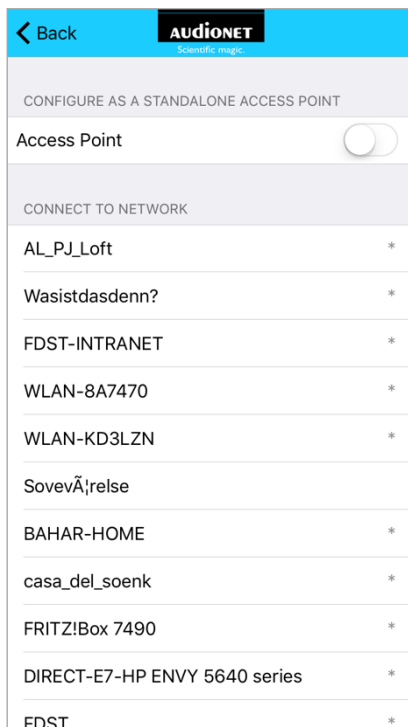 Back
AUDIONET
Scientific magic.
CONFIGURE AS A STANDALONE ACCESS POINT
Access Point
CONNECT TO NETWORK
AL_PJ_Loft *
Wasistdasdenn? *
FDST-INTRANET *
WLAN-8A7470 *
WLAN-KD3LZN *
SovevÃ¦relse
BAHAR-HOME *
casa_del_soenk *
FRITZ!Box 7490 *
DIRECT-E7-HP ENVY 5640 series *
FDST *